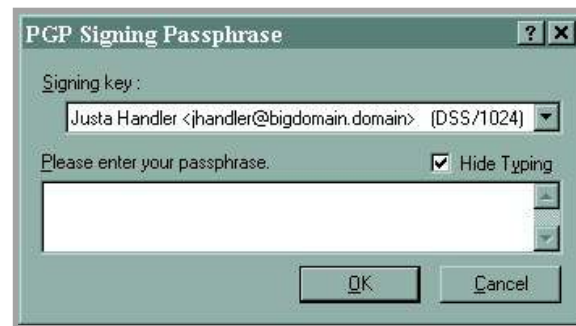 PGP Signing Passphrase
Signing key :
Justa Handler <jhandler@bigdomain.domain> (DSS/1024)
Please enter your passphrase. Hide Typing
OK Cancel